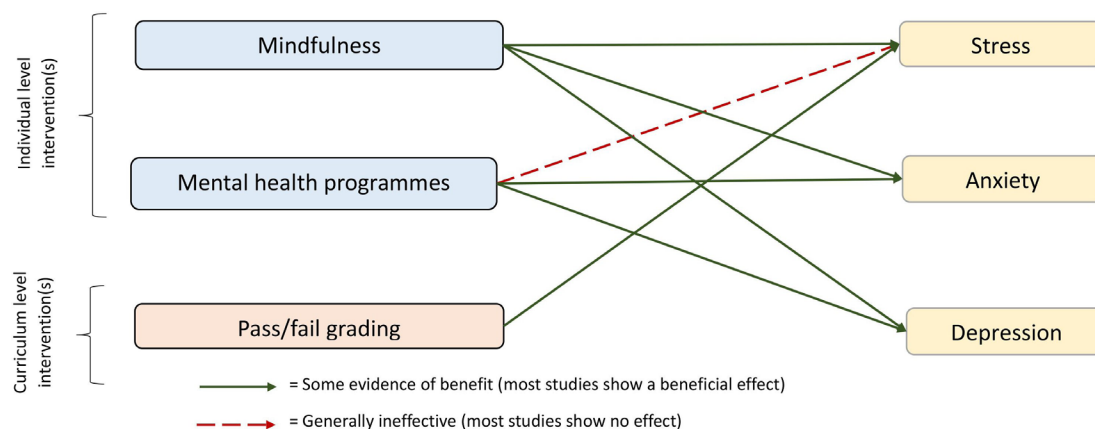 Individual level
intervention(s)
Mindfulness
Stress
Mental health programmes
Anxiety
Curriculum level
intervention(s)
Pass/fail grading
Depression
= Some evidence of benefit (most studies show a beneficial effect)
= Generally ineffective (most studies show no effect)